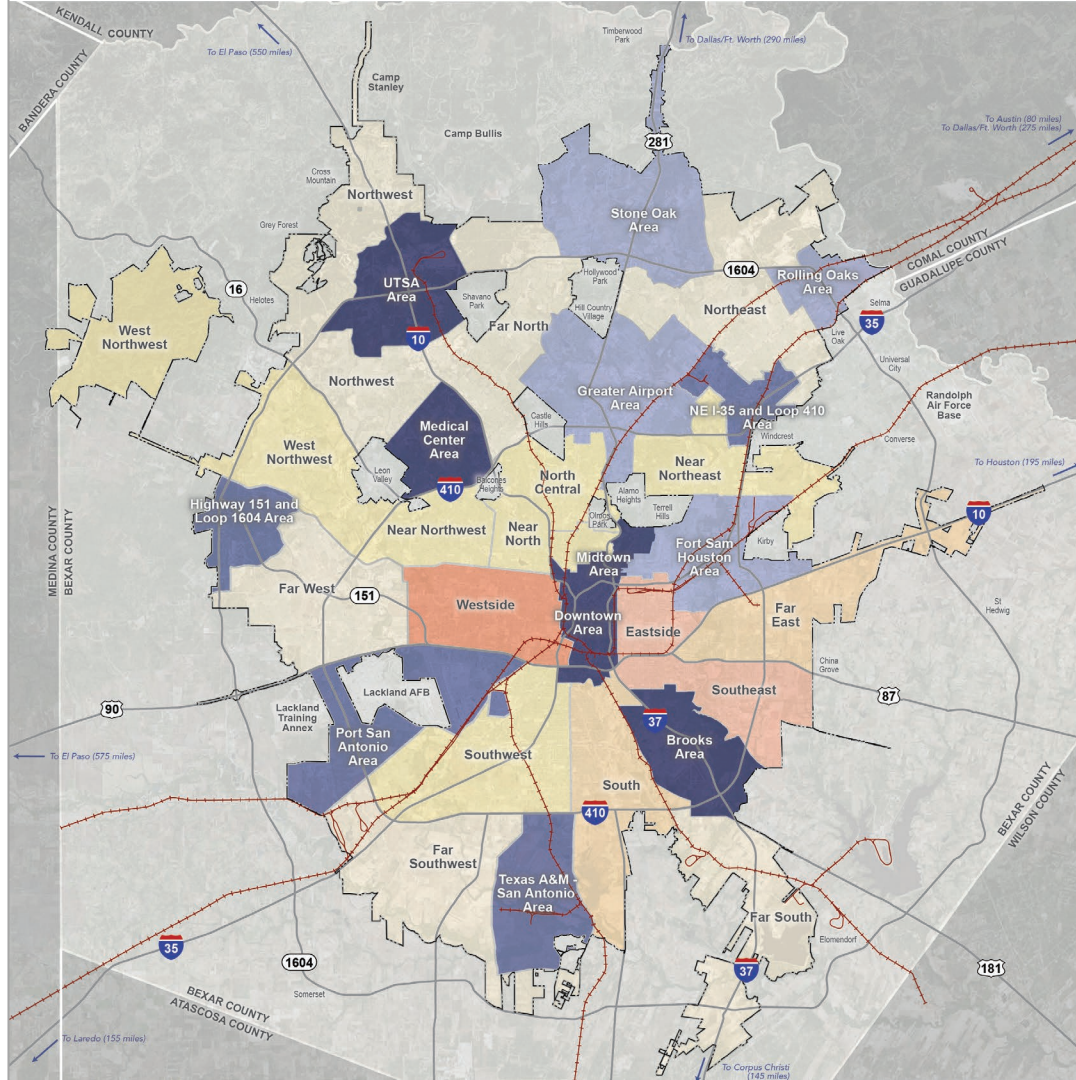 KENDALL COUNTY
BANDERA COUNTY
To El Paso (550 miles)
Timberwood
Park
To Dallas/Ft. Worth (290 miles)
Camp
Stanley
Camp Bullis
281
To Austin (80 miles)
To Dallas/Ft. Worth (275 miles)
Cross
Mountain
Northwest
Grey Forest
Stone Oak
Area
COMAL COUNTY
GUADALUPE COUNTY
1604
Rolling Oaks
Area
16
Helotes
UTSA
Area
Shavano
Park
Hollywood
Park
Hill Country
Village
Northeast
Selma
35
West
Northwest
10
Far North
Live
Oak
Universal
City
Northwest
Greater Airport
Area
NE I-35 and Loop 410
Area
Randolph
Air Force
Base
Castle
Hills
Medical
Center
Area
Windcrest
Converse
West
Northwest
Leon
Valley
410
Balcones
Heights
North
Central
Near
Northeast
To Houston (195 miles)
Highway 151 and
Loop 1604 Area
Alamo
Heights
Olmos
Park
Terrell
Hills
10
Near Northwest
Near
North
Midtown
Area
Fort Sam
Houston
Area
Kirby
MEDINA COUNTY
BEXAR COUNTY
Far West
151
Westside
Downtown
Area
Eastside
Far
East
St
Hedwig
China
Grove
Lackland AFB
Southeast
87
90
Lackland
Training
Annex
Port San
Antonio
Area
37
Brooks
Area
To El Paso (575 miles)
Southwest
South
410
BEXAR COUNTY
WILSON COUNTY
Far
Southwest
Texas A&M -
San Antonio
Area
Far South
Elomendorf
35
1604
37
181
Somerset
BEXAR COUNTY
ATASCOSA COUNTY
To Laredo (155 miles)
To Corpus Christi
(145 miles)